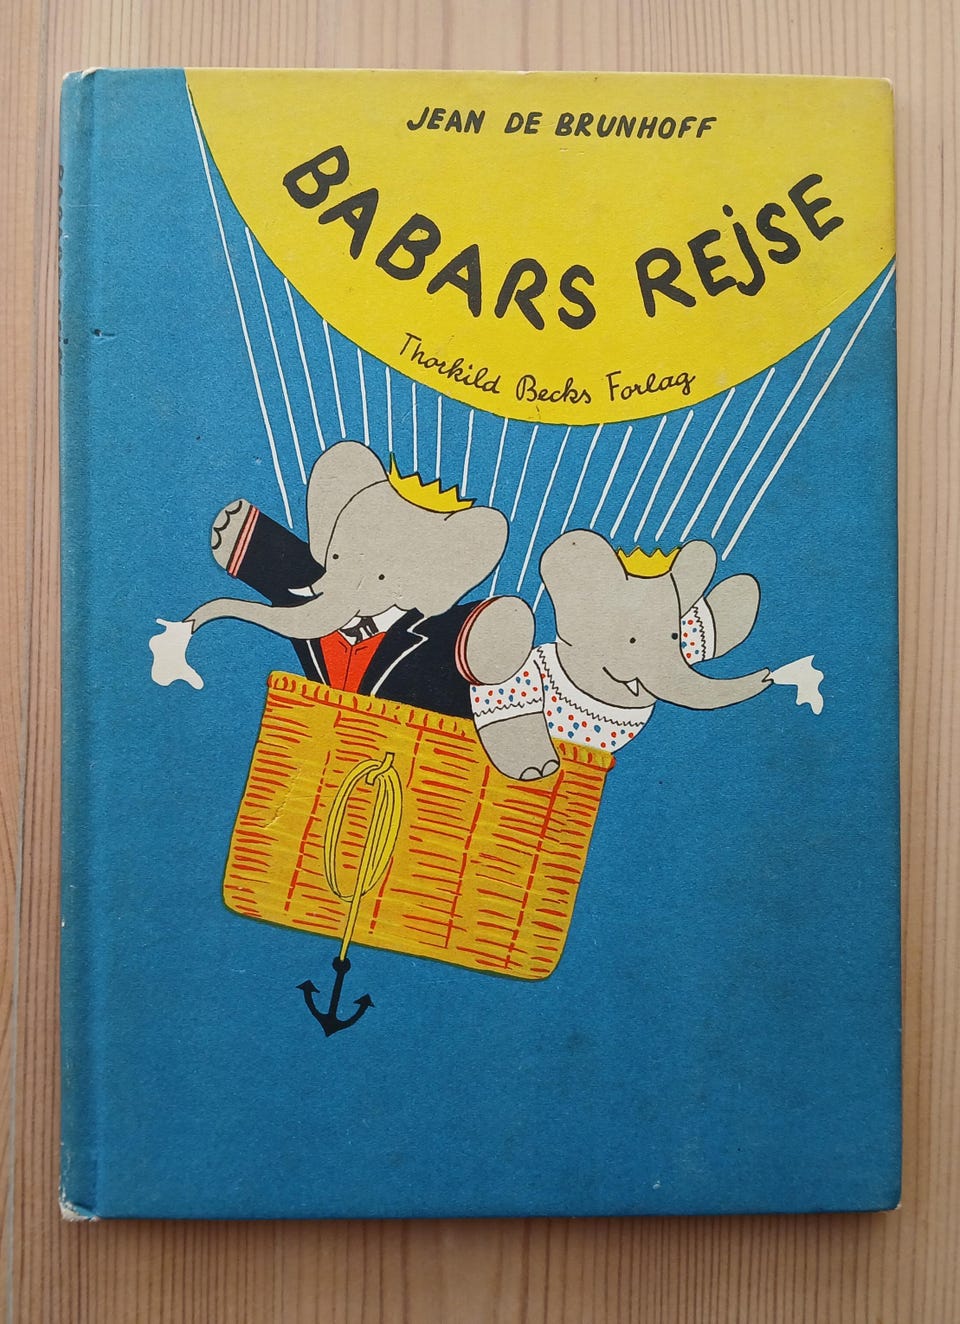 JEAN DE BRUNHOFF
BABARS REjSE
Thorkild Becks Forlag